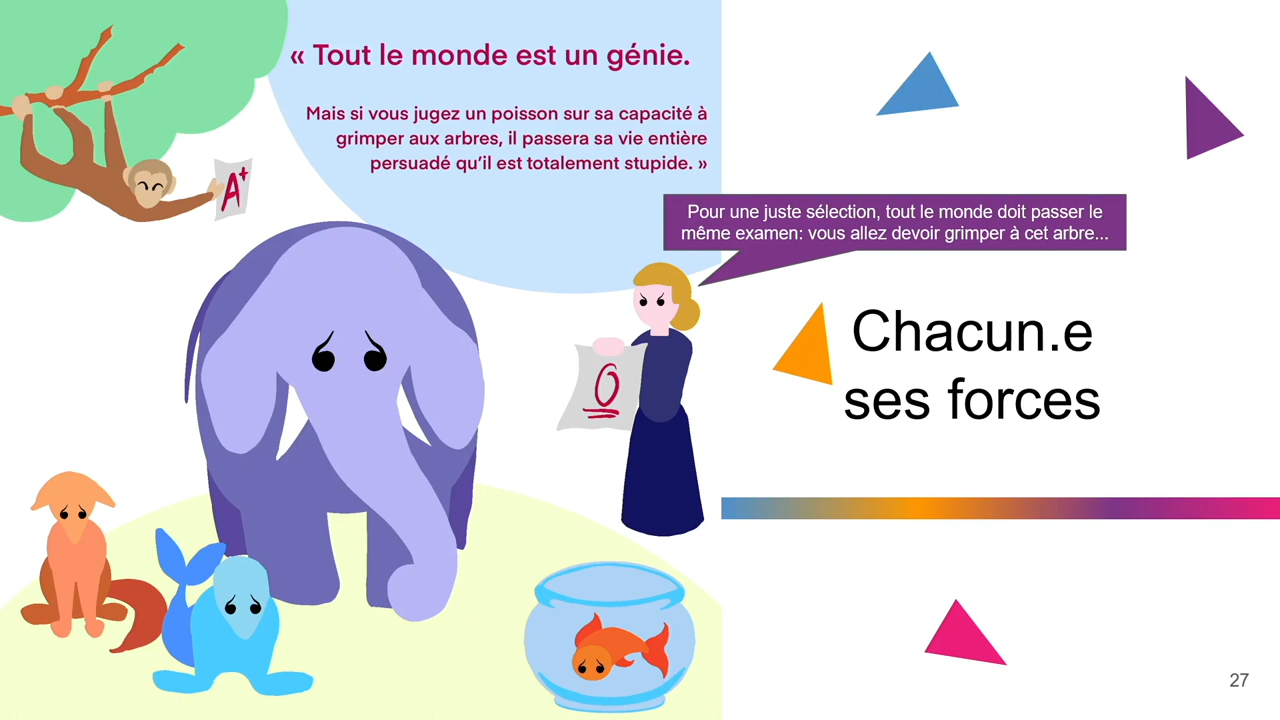 « Tout le monde est un génie.
Mais si vous jugez un poisson sur sa capacité à
grimper aux arbres, il passera sa vie entière
persuadé qu’il est totalement stupide. »
A+
Pour une juste sélection, tout le monde doit passer le
même examen: vous allez devoir grimper à cet arbre...
0
Chacun.e
ses forces
27